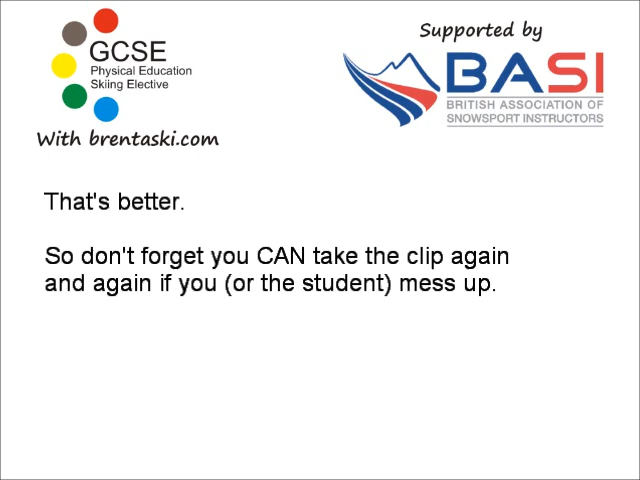 GCSE
Physical Education
Skiing Elective
With brentaski.com
Supported by
BASI
BRITISH ASSOCIATION OF
SNOWSPORT INSTRUCTORS
That's better.
So don't forget you CAN take the clip again
and again if you (or the student) mess up.